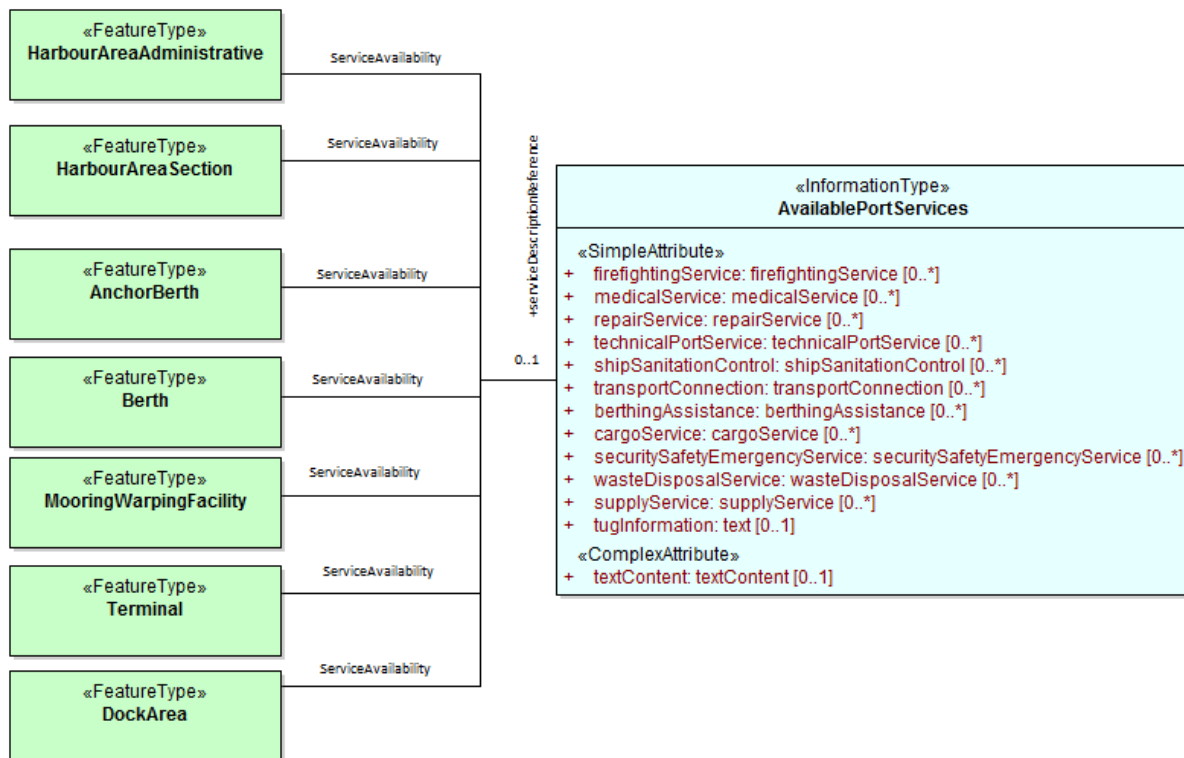 «FeatureType»
HarbourAreaAdministrative
ServiceAvailability
«FeatureType»
HarbourAreaSection
ServiceAvailability
«FeatureType»
AnchorBerth
ServiceAvailability
«FeatureType»
Berth
ServiceAvailability
«FeatureType»
MooringWarpingFacility
ServiceAvailability
«FeatureType»
Terminal
ServiceAvailability
«FeatureType»
DockArea
ServiceAvailability
+serviceDescriptionReference
0..1
«InformationType»
AvailablePortServices
«SimpleAttribute»
+ firefightingService: firefightingService [0..*]
+ medicalService: medicalService [0..*]
+ repairService: repairService [0..*]
+ technicalPortService: technicalPortService [0..*]
+ shipSanitationControl: shipSanitationControl [0..*]
+ transportConnection: transportConnection [0..*]
+ berthingAssistance: berthingAssistance [0..*]
+ cargoService: cargoService [0..*]
+ securitySafetyEmergencyService: securitySafetyEmergencyService [0..*]
+ wasteDisposalService: wasteDisposalService [0..*]
+ supplyService: supplyService [0..*]
+ tugInformation: text [0..1]
«ComplexAttribute»
+ textContent: textContent [0..1]